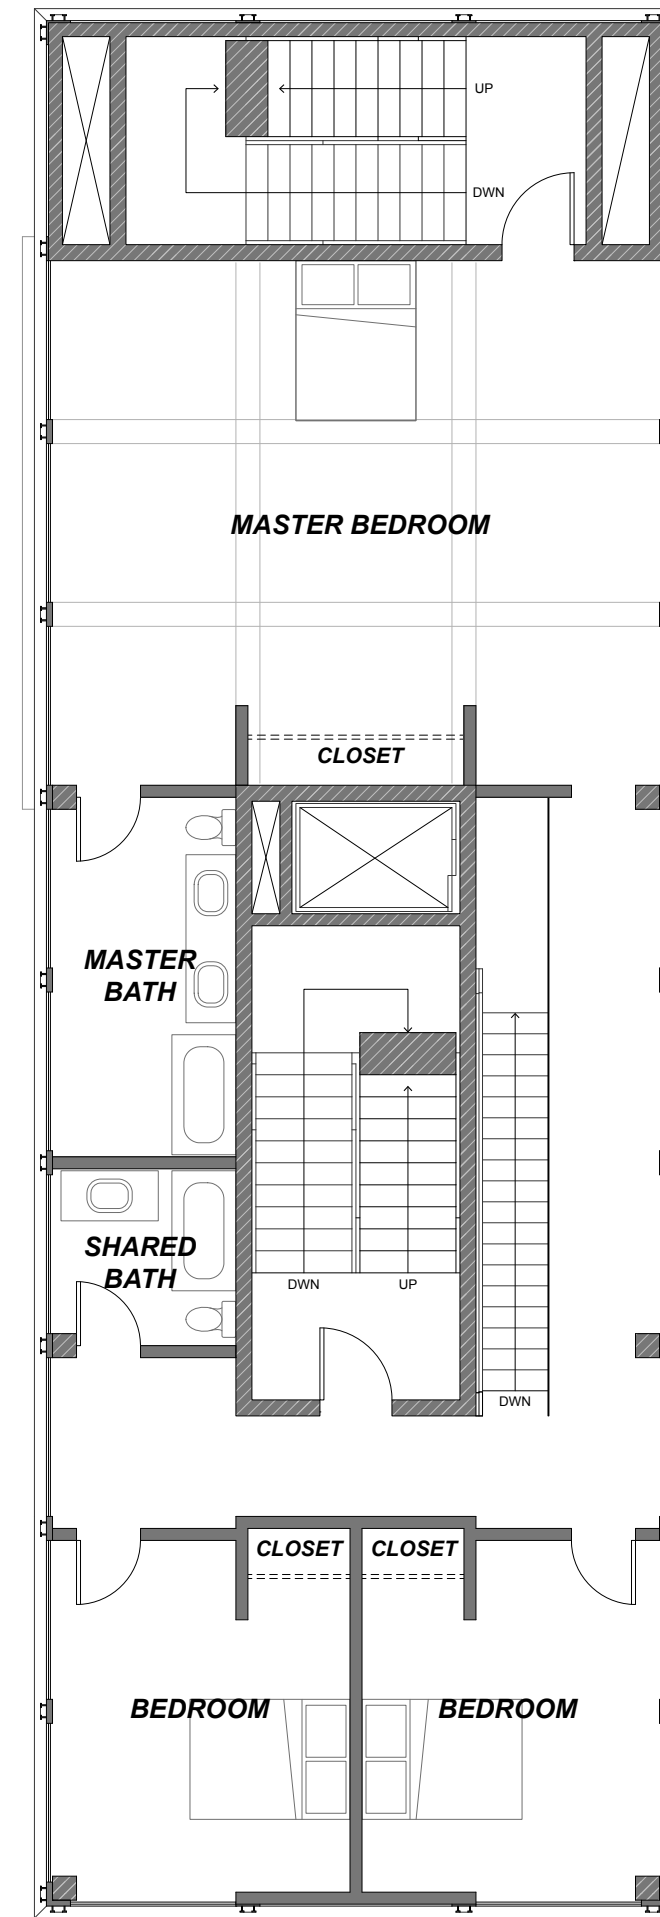 UP
DWN
MASTER BEDROOM
CLOSET
MASTER
BATH
SHARED
BATH
DWN
UP
DWN
CLOSET
CLOSET
BEDROOM
BEDROOM